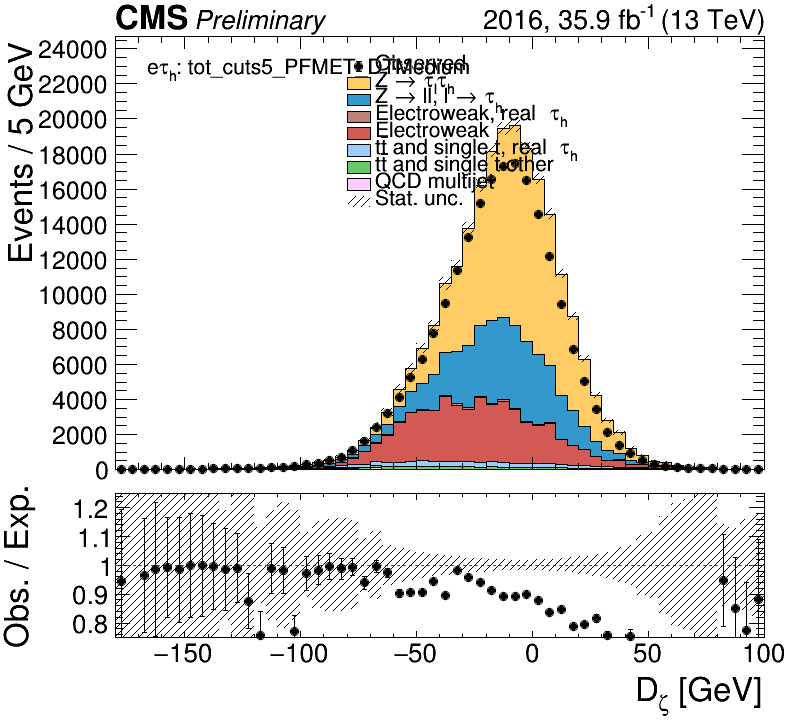 CMS Preliminary 2016, 35.9 fb⁻¹ (13 TeV)
Events / 5 GeV
24000
22000
20000
18000
16000
14000
12000
10000
8000
6000
4000
2000
0
eτh: tot_cuts5_PFMET_DTMedium
Observed
Z → ττh
Z → ll, l → τh
Electroweak, real τh
Electroweak
tt and single t, real τh
tt and single t other
QCD multijet
Stat. unc.
Obs. / Exp.
1.2
1.1
1
0.9
0.8
−150 −100 −50 0 50 100
Dζ [GeV]